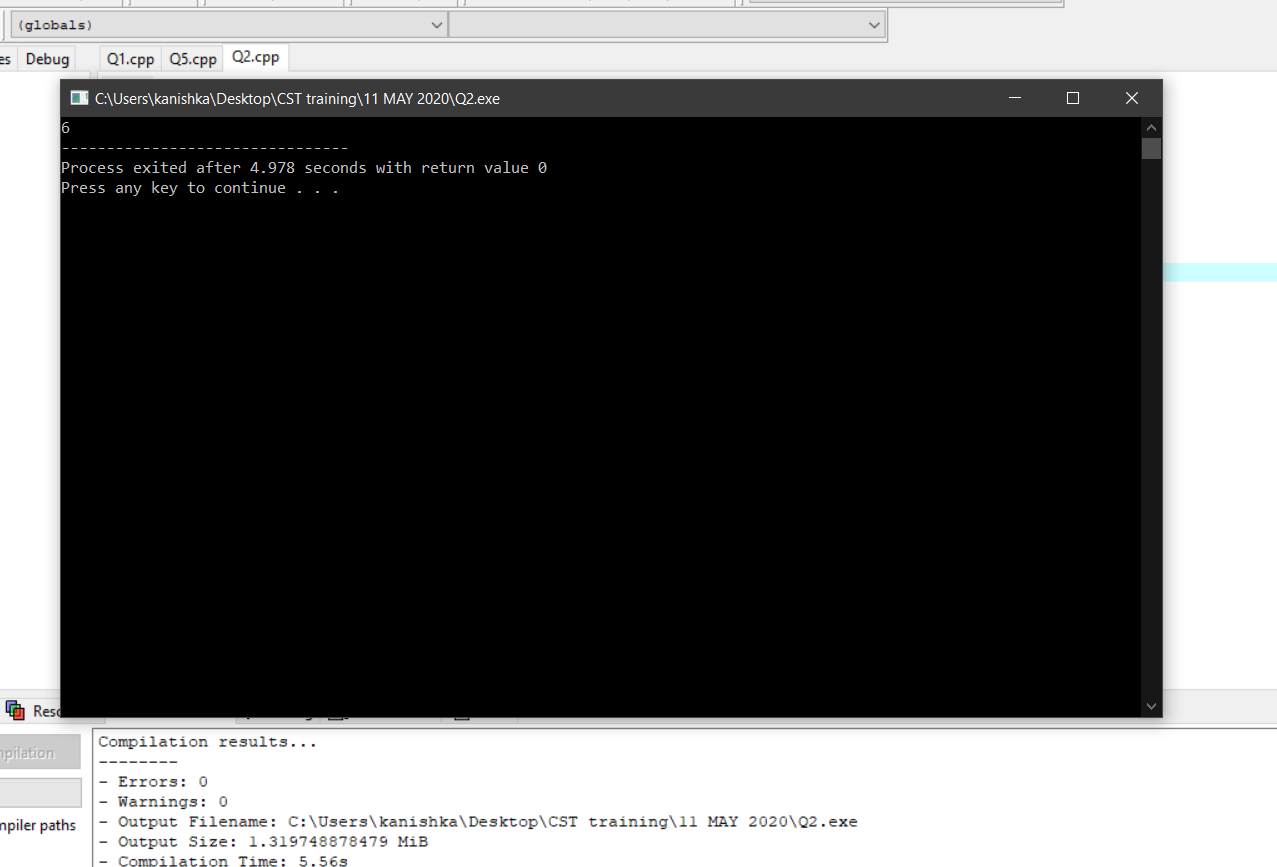 (globals)
es Debug Q1.cpp Q5.cpp Q2.cpp
C:\Users\kanishka\Desktop\CST training\11 MAY 2020\Q2.exe
6
--------------------------------
Process exited after 4.978 seconds with return value 0
Press any key to continue . . .
Reso
mpilation
mpiler paths
Compilation results...
--------
- Errors: 0
- Warnings: 0
- Output Filename: C:\Users\kanishka\Desktop\CST training\11 MAY 2020\Q2.exe
- Output Size: 1.319748878479 MiB
- Compilation Time: 5.56s